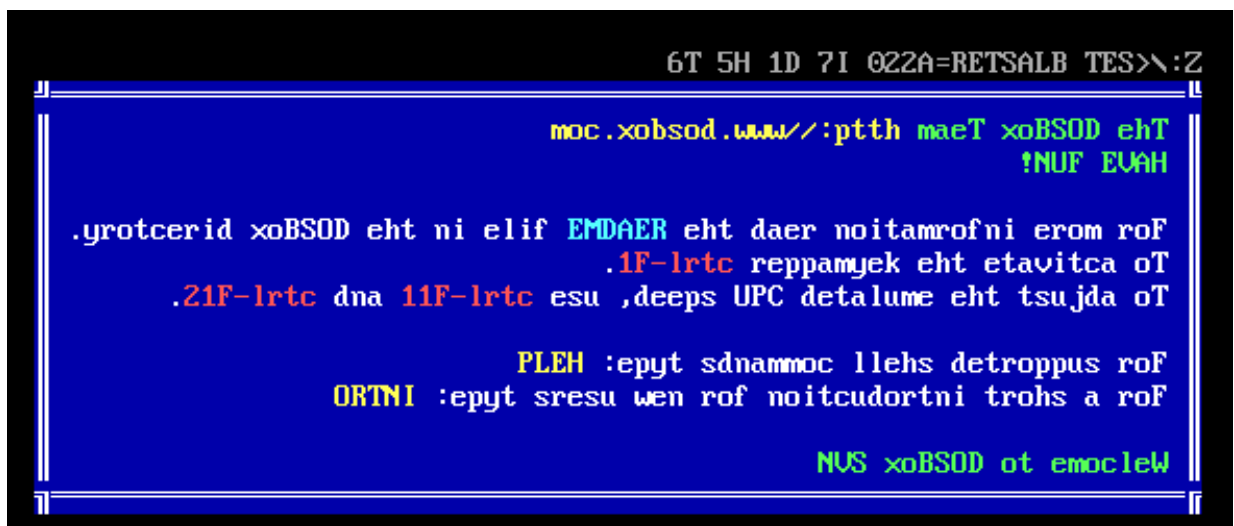 6T 5H 1D 7I 022A=RETSALB TES>\:Z
moc.xobsod.www//:ptth maeT xoBSOD ehT
!NUF EVAH
.yrotcerid xoBSOD eht ni elif EMDAER eht daer noitamrofni erom roF
.1F-lrtc reppamyek eht etavitca oT
.21F-lrtc dna 11F-lrtc esu ,deeps UPC detalume eht tsujda oT
PLEH :epyt sdnammoc llehs detroppus roF
ORTNI :epyt sresu wen rof noitcudortni trohs a roF
NVS xoBSOD ot emocleW